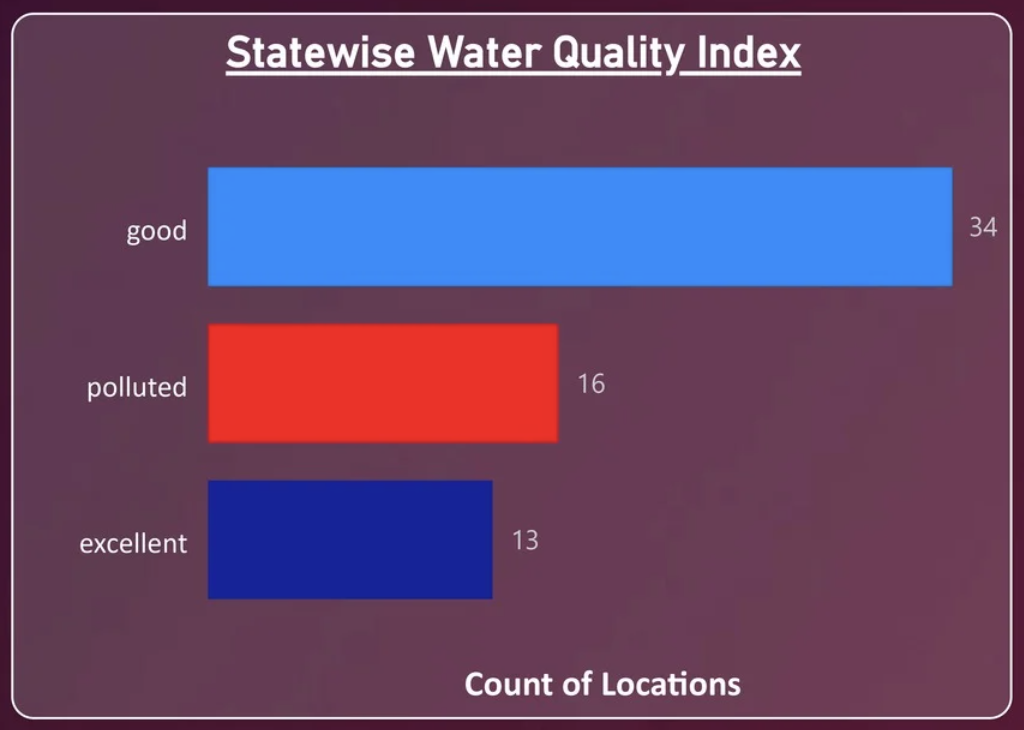 Statewise Water Quality Index
good 34
polluted 16
excellent 13
Count of Locations